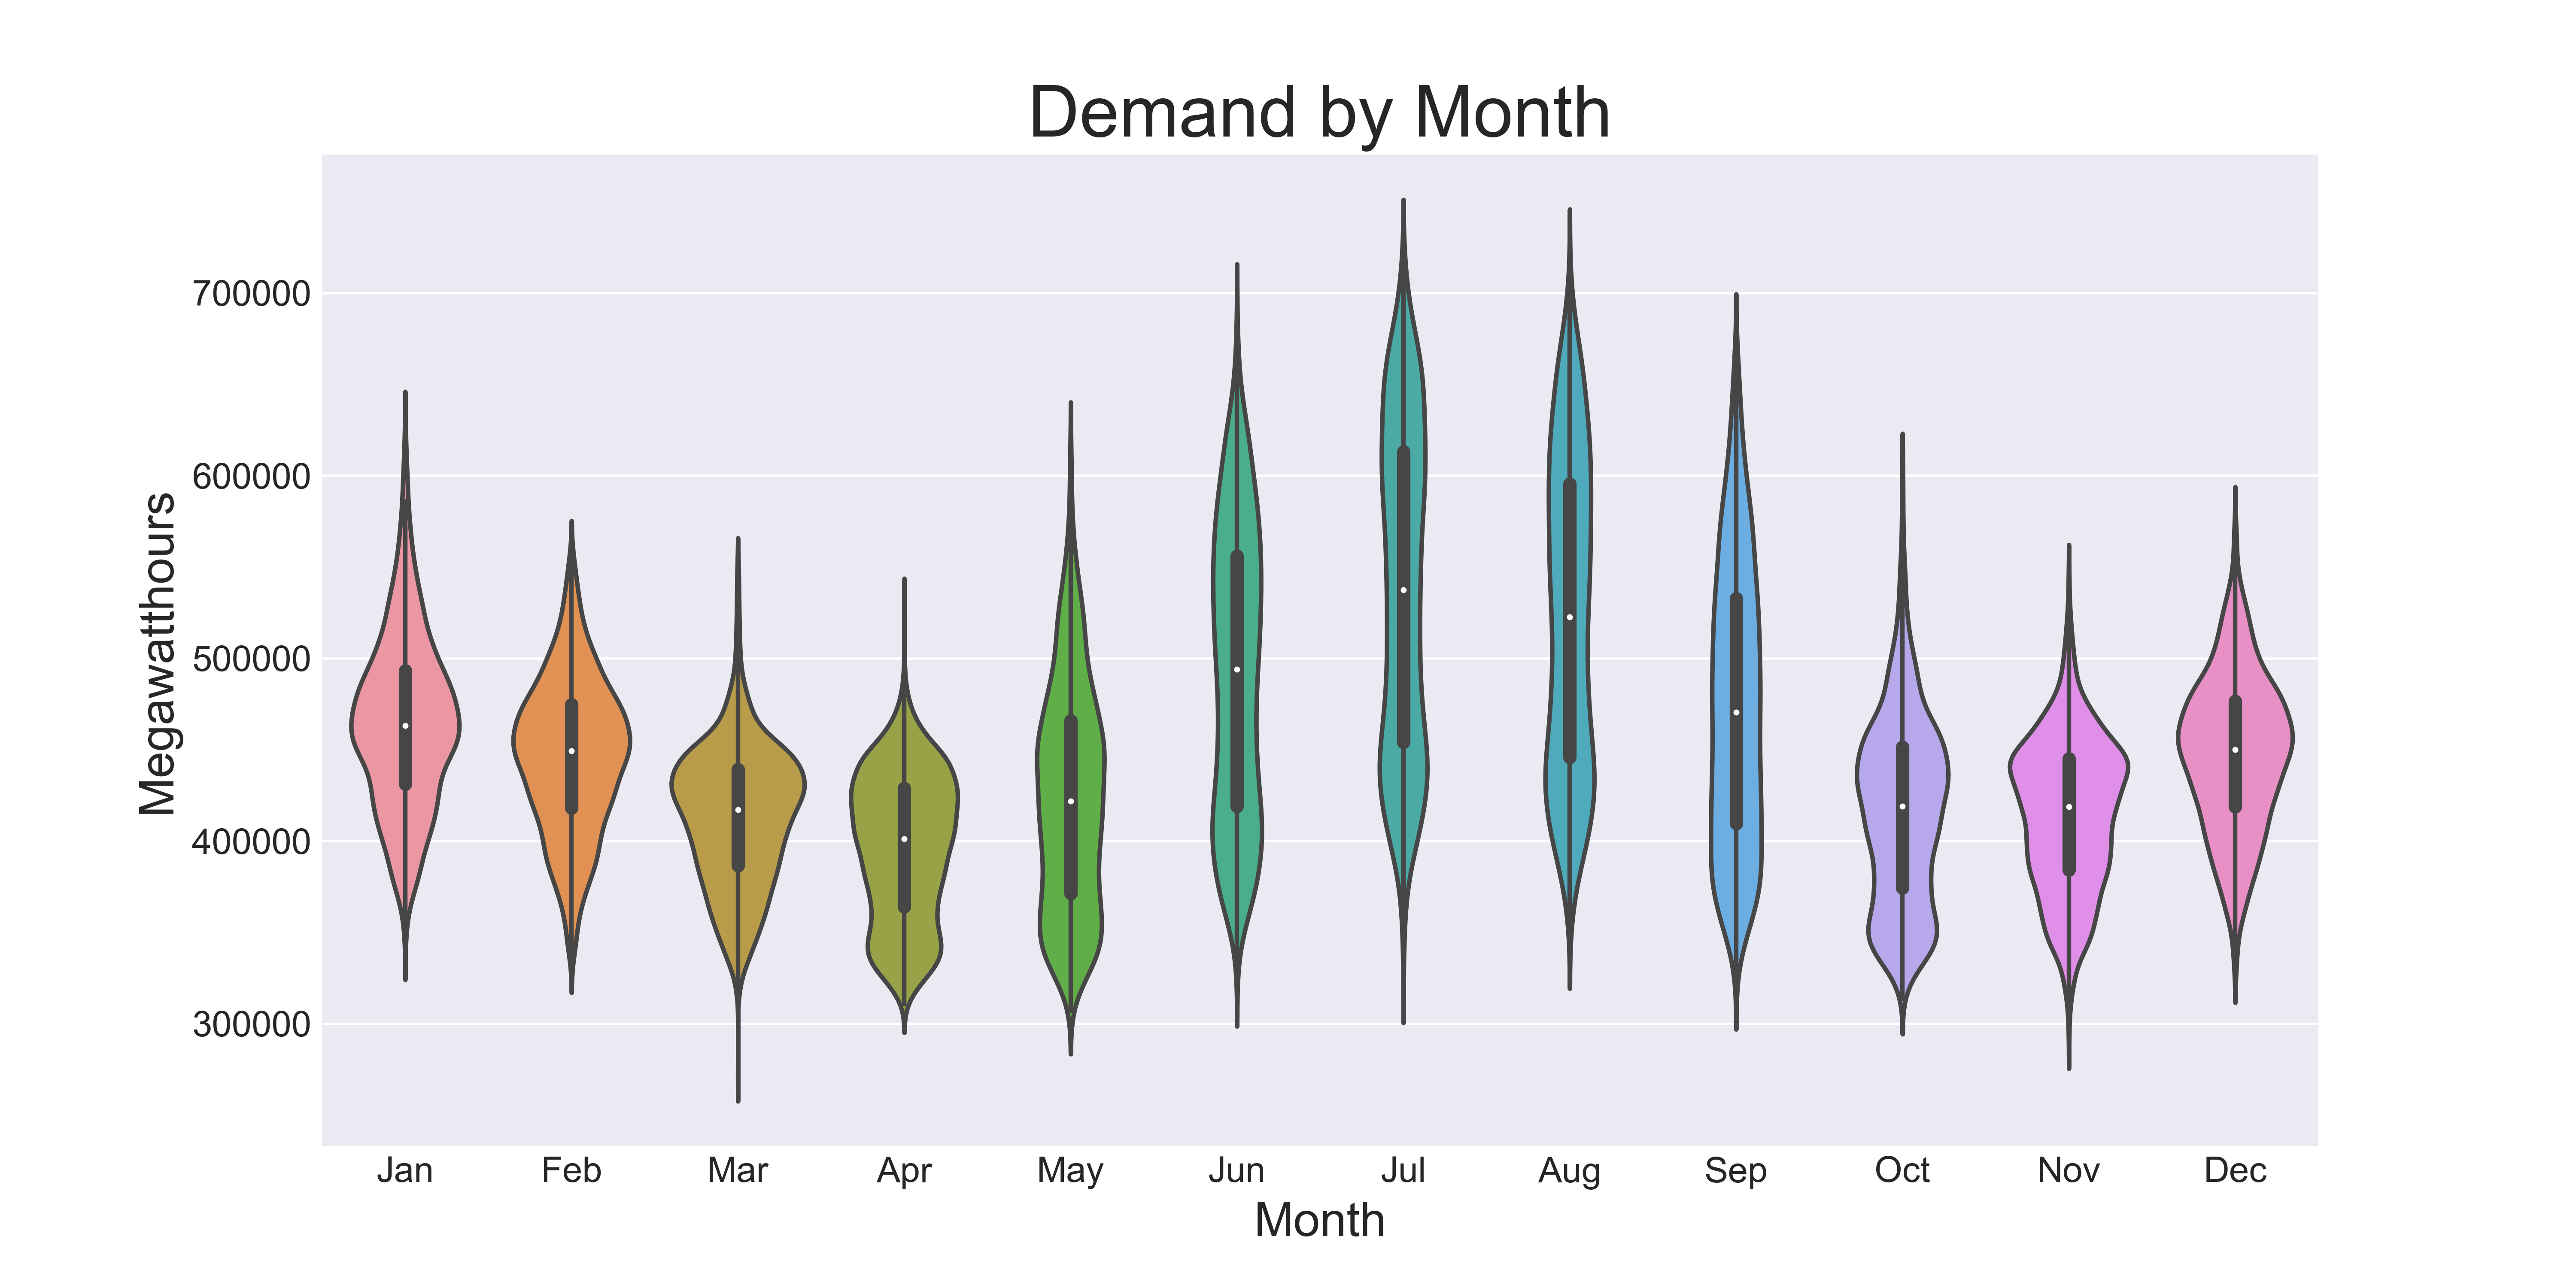 Demand by Month
Megawatthours
700000
600000
500000
400000
300000
Jan Feb Mar Apr May Jun Jul Aug Sep Oct Nov Dec
Month